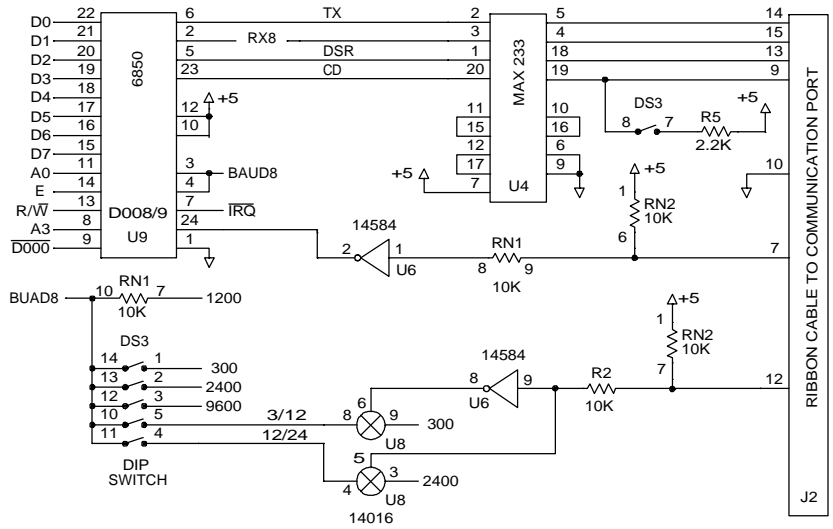 D0 22 6 TX 2 5 14
D1 21 2 RX8 3 4 15
D2 20 5 DSR 1 18 13
D3 19 23 CD 20 19 9
D4 18
D5 17 12 +5
D6 16 10
D7 15
A0 11 3 BAUD8
E 14 4
R/W̅ 13 7 I̅R̅Q̅
A3 8 24
D̅0̅0̅0̅ 9 1
6850
D008/9
U9
MAX 233
11 10
15 16
12 6
17 9
+5 7
U4
DS3
8 7
R5
2.2K
+5
10
+5
1
RN2
10K
6
7
14584
2 1
U6
RN1
8 9
10K
BUAD8 10 RN1 7 1200
10K
DS3
14 1 300
13 2 2400
12 3 9600
10 5 3/12
11 4 12/24
DIP
SWITCH
6
8 9 300
U8
5
4 3 2400
U8
14016
14584
8 9
U6
R2
10K
+5
1
RN2
10K
7
12
RIBBON CABLE TO COMMUNICATION PORT
J2